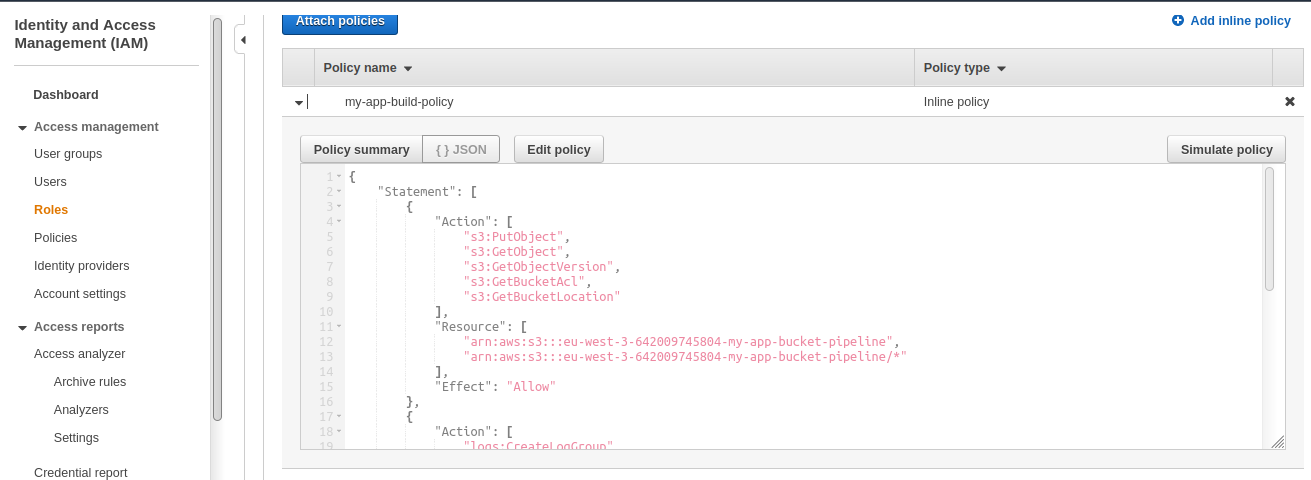 Identity and Access
Management (IAM)
Dashboard
Access management
User groups
Users
Roles
Policies
Identity providers
Account settings
Access reports
Access analyzer
Archive rules
Analyzers
Settings
Credential report
Attach policies
Add inline policy
Policy name
Policy type
my-app-build-policy
Inline policy
Policy summary
{ } JSON
Edit policy
Simulate policy
1 {
2 "Statement": [
3 {
4 "Action": [
5 "s3:PutObject",
6 "s3:GetObject",
7 "s3:GetObjectVersion",
8 "s3:GetBucketAcl",
9 "s3:GetBucketLocation"
10 ],
11 "Resource": [
12 "arn:aws:s3:::eu-west-3-642009745804-my-app-bucket-pipeline",
13 "arn:aws:s3:::eu-west-3-642009745804-my-app-bucket-pipeline/*"
14 ],
15 "Effect": "Allow"
16 },
17 {
18 "Action": [
19 "logs:CreateLogGroup"